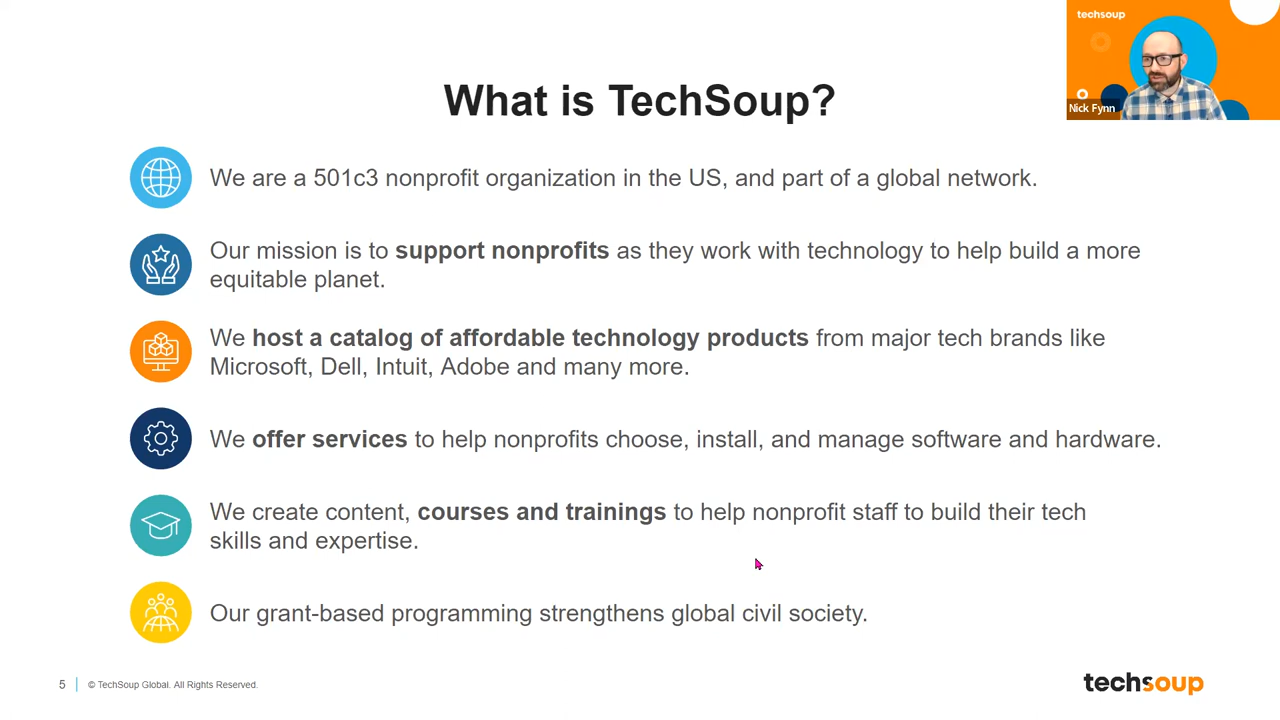 techsoup
Nick Fynn
What is TechSoup?
We are a 501c3 nonprofit organization in the US, and part of a global network.
Our mission is to support nonprofits as they work with technology to help build a more
equitable planet.
We host a catalog of affordable technology products from major tech brands like
Microsoft, Dell, Intuit, Adobe and many more.
We offer services to help nonprofits choose, install, and manage software and hardware.
We create content, courses and trainings to help nonprofit staff to build their tech
skills and expertise.
Our grant-based programming strengthens global civil society.
5
© TechSoup Global. All Rights Reserved.
techsoup